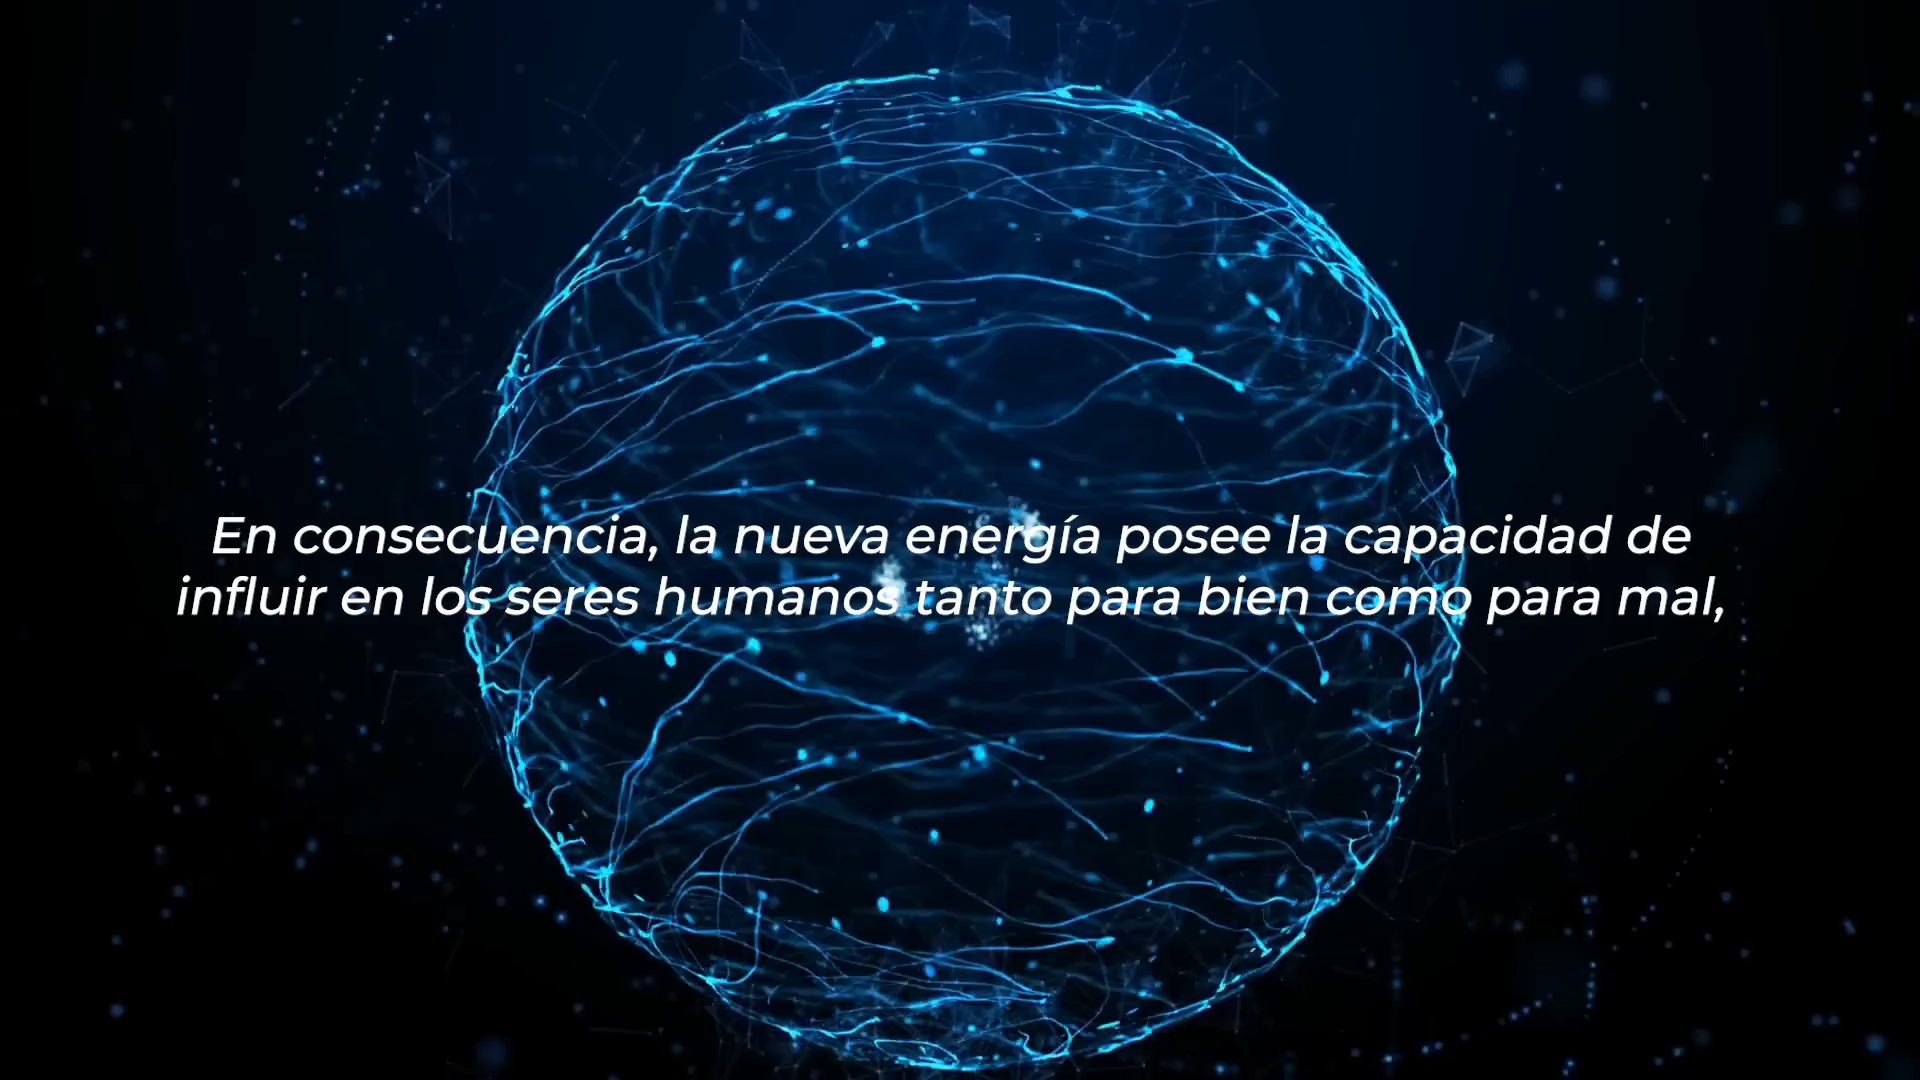 En consecuencia, la nueva energía posee la capacidad de
influir en los seres humanos tanto para bien como para mal,